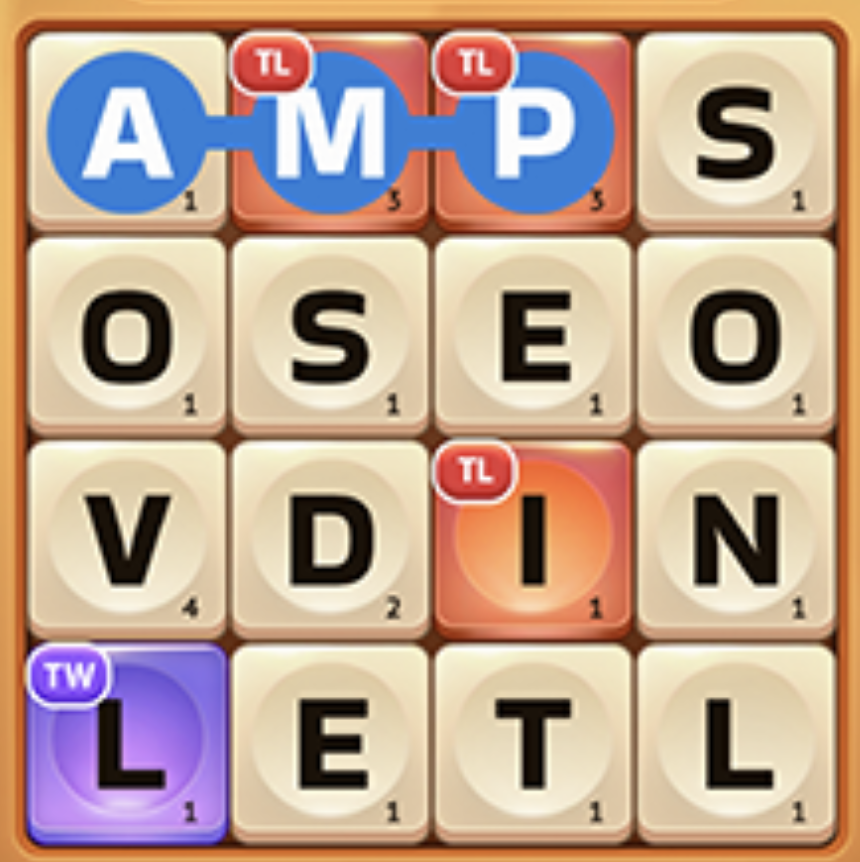 TL TL
A M P S
1 3 3 1
O S E O
1 1 1 1
TL
V D I N
4 2 1 1
TW
L E T L
1 1 1 1